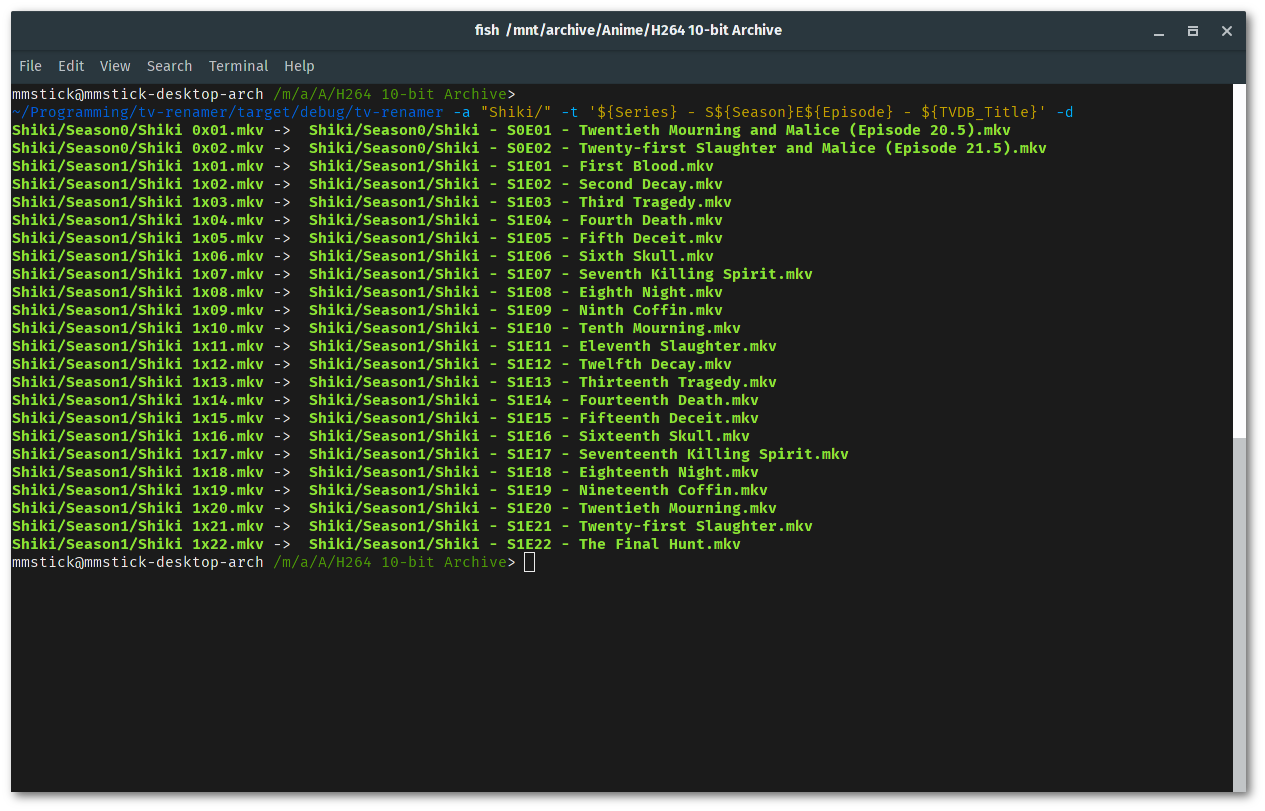 fish  /mnt/archive/Anime/H264 10-bit Archive
File Edit View Search Terminal Help
mmstick@mmstick-desktop-arch /m/a/A/H264 10-bit Archive>
~/Programming/tv-renamer/target/debug/tv-renamer -a "Shiki/" -t '${Series} - S${Season}E${Episode} - ${TVDB_Title}' -d
Shiki/Season0/Shiki 0x01.mkv ->  Shiki/Season0/Shiki - S0E01 - Twentieth Mourning and Malice (Episode 20.5).mkv
Shiki/Season0/Shiki 0x02.mkv ->  Shiki/Season0/Shiki - S0E02 - Twenty-first Slaughter and Malice (Episode 21.5).mkv
Shiki/Season1/Shiki 1x01.mkv ->  Shiki/Season1/Shiki - S1E01 - First Blood.mkv
Shiki/Season1/Shiki 1x02.mkv ->  Shiki/Season1/Shiki - S1E02 - Second Decay.mkv
Shiki/Season1/Shiki 1x03.mkv ->  Shiki/Season1/Shiki - S1E03 - Third Tragedy.mkv
Shiki/Season1/Shiki 1x04.mkv ->  Shiki/Season1/Shiki - S1E04 - Fourth Death.mkv
Shiki/Season1/Shiki 1x05.mkv ->  Shiki/Season1/Shiki - S1E05 - Fifth Deceit.mkv
Shiki/Season1/Shiki 1x06.mkv ->  Shiki/Season1/Shiki - S1E06 - Sixth Skull.mkv
Shiki/Season1/Shiki 1x07.mkv ->  Shiki/Season1/Shiki - S1E07 - Seventh Killing Spirit.mkv
Shiki/Season1/Shiki 1x08.mkv ->  Shiki/Season1/Shiki - S1E08 - Eighth Night.mkv
Shiki/Season1/Shiki 1x09.mkv ->  Shiki/Season1/Shiki - S1E09 - Ninth Coffin.mkv
Shiki/Season1/Shiki 1x10.mkv ->  Shiki/Season1/Shiki - S1E10 - Tenth Mourning.mkv
Shiki/Season1/Shiki 1x11.mkv ->  Shiki/Season1/Shiki - S1E11 - Eleventh Slaughter.mkv
Shiki/Season1/Shiki 1x12.mkv ->  Shiki/Season1/Shiki - S1E12 - Twelfth Decay.mkv
Shiki/Season1/Shiki 1x13.mkv ->  Shiki/Season1/Shiki - S1E13 - Thirteenth Tragedy.mkv
Shiki/Season1/Shiki 1x14.mkv ->  Shiki/Season1/Shiki - S1E14 - Fourteenth Death.mkv
Shiki/Season1/Shiki 1x15.mkv ->  Shiki/Season1/Shiki - S1E15 - Fifteenth Deceit.mkv
Shiki/Season1/Shiki 1x16.mkv ->  Shiki/Season1/Shiki - S1E16 - Sixteenth Skull.mkv
Shiki/Season1/Shiki 1x17.mkv ->  Shiki/Season1/Shiki - S1E17 - Seventeenth Killing Spirit.mkv
Shiki/Season1/Shiki 1x18.mkv ->  Shiki/Season1/Shiki - S1E18 - Eighteenth Night.mkv
Shiki/Season1/Shiki 1x19.mkv ->  Shiki/Season1/Shiki - S1E19 - Nineteenth Coffin.mkv
Shiki/Season1/Shiki 1x20.mkv ->  Shiki/Season1/Shiki - S1E20 - Twentieth Mourning.mkv
Shiki/Season1/Shiki 1x21.mkv ->  Shiki/Season1/Shiki - S1E21 - Twenty-first Slaughter.mkv
Shiki/Season1/Shiki 1x22.mkv ->  Shiki/Season1/Shiki - S1E22 - The Final Hunt.mkv
mmstick@mmstick-desktop-arch /m/a/A/H264 10-bit Archive>